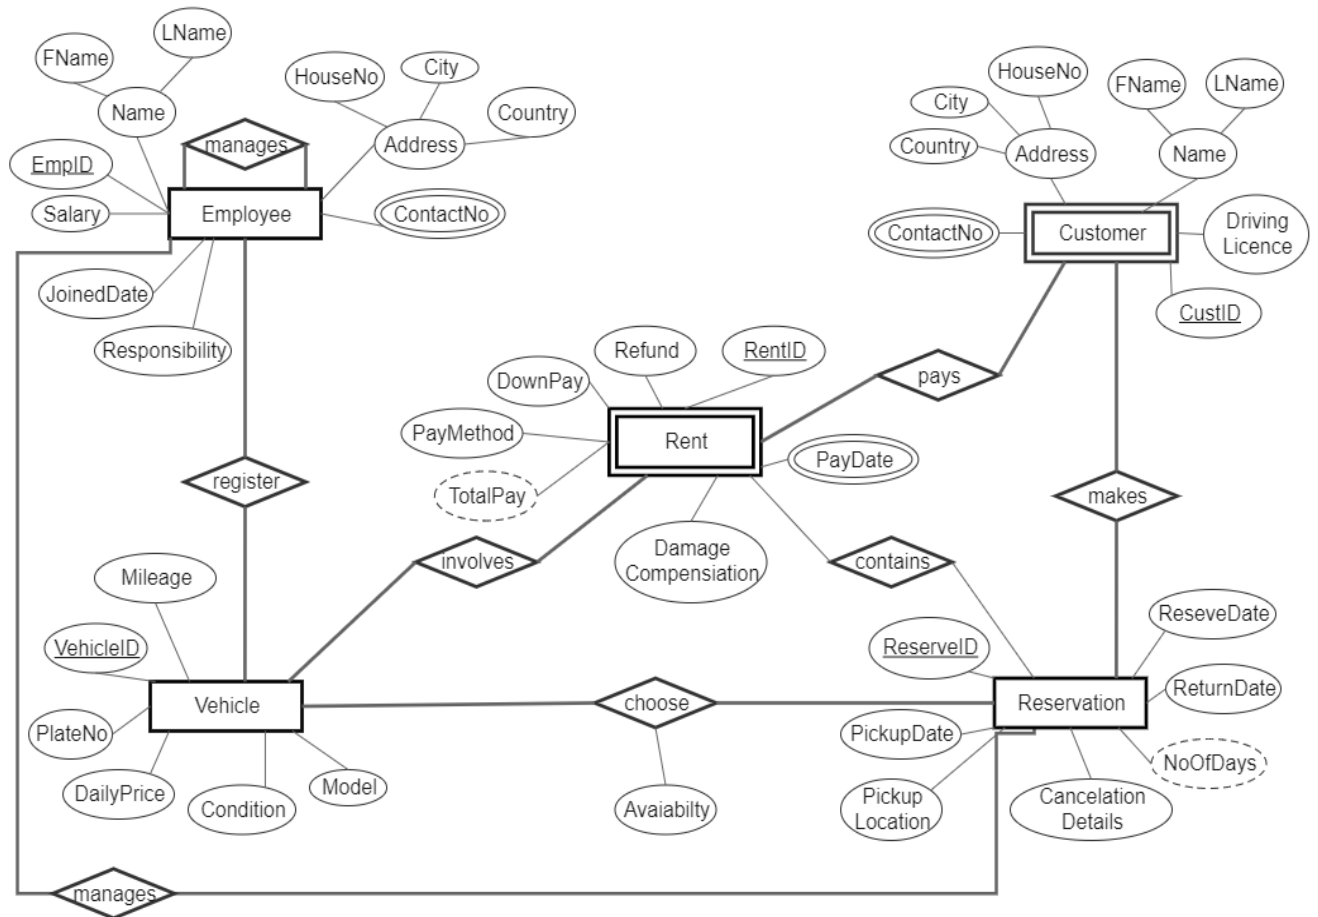 LName
FName
City
HouseNo
HouseNo
FName
LName
City
Country
Name
manages
Address
Country
Address
Name
EmpID
Salary
Employee
ContactNo
ContactNo
Customer
Driving
Licence
JoinedDate
CustID
Responsibility
Refund
RentID
DownPay
pays
PayMethod
Rent
PayDate
register
TotalPay
makes
involves
Damage
Compensiation
contains
Mileage
ReseveDate
VehicleID
ReserveID
ReturnDate
Vehicle
choose
Reservation
PlateNo
PickupDate
NoOfDays
DailyPrice
Condition
Model
Avaiabilty
Pickup
Location
Cancelation
Details
manages